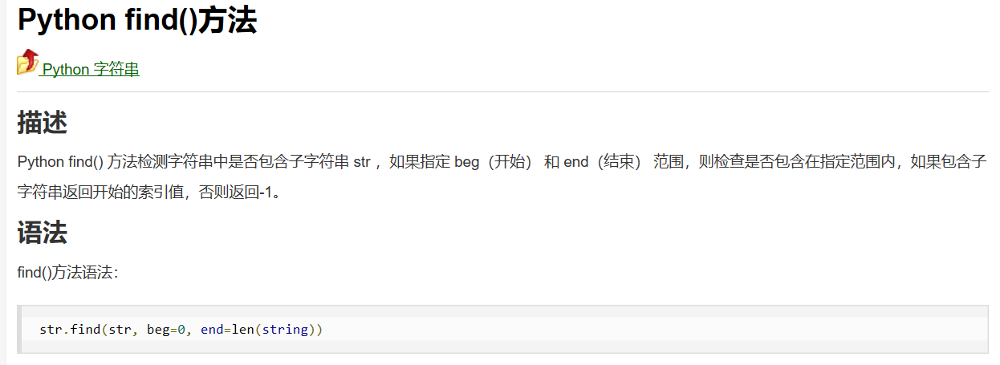 Python find()方法
Python 字符串
描述
Python find() 方法检测字符串中是否包含子字符串 str ，如果指定 beg（开始） 和 end（结束） 范围，则检查是否包含在指定范围内，如果包含子
字符串返回开始的索引值，否则返回-1。
语法
find()方法语法：
str.find(str, beg=0, end=len(string))